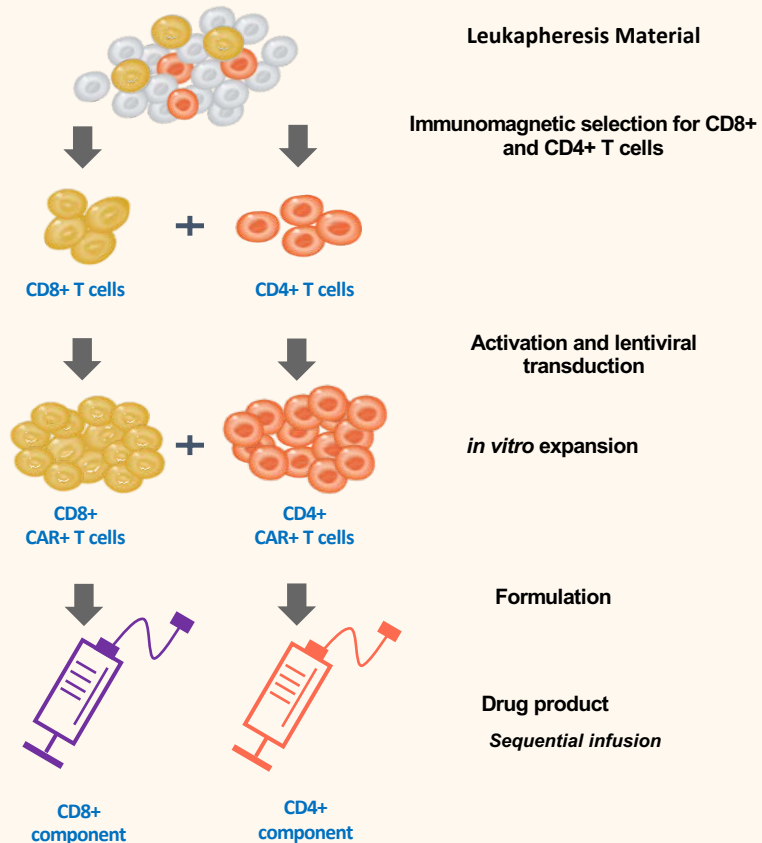 Leukapheresis Material
Immunomagnetic selection for CD8+
and CD4+ T cells
CD8+ T cells
CD4+ T cells
Activation and lentiviral
transduction
in vitro expansion
CD8+
CAR+ T cells
CD4+
CAR+ T cells
Formulation
Drug product
Sequential infusion
CD8+
component
CD4+
component